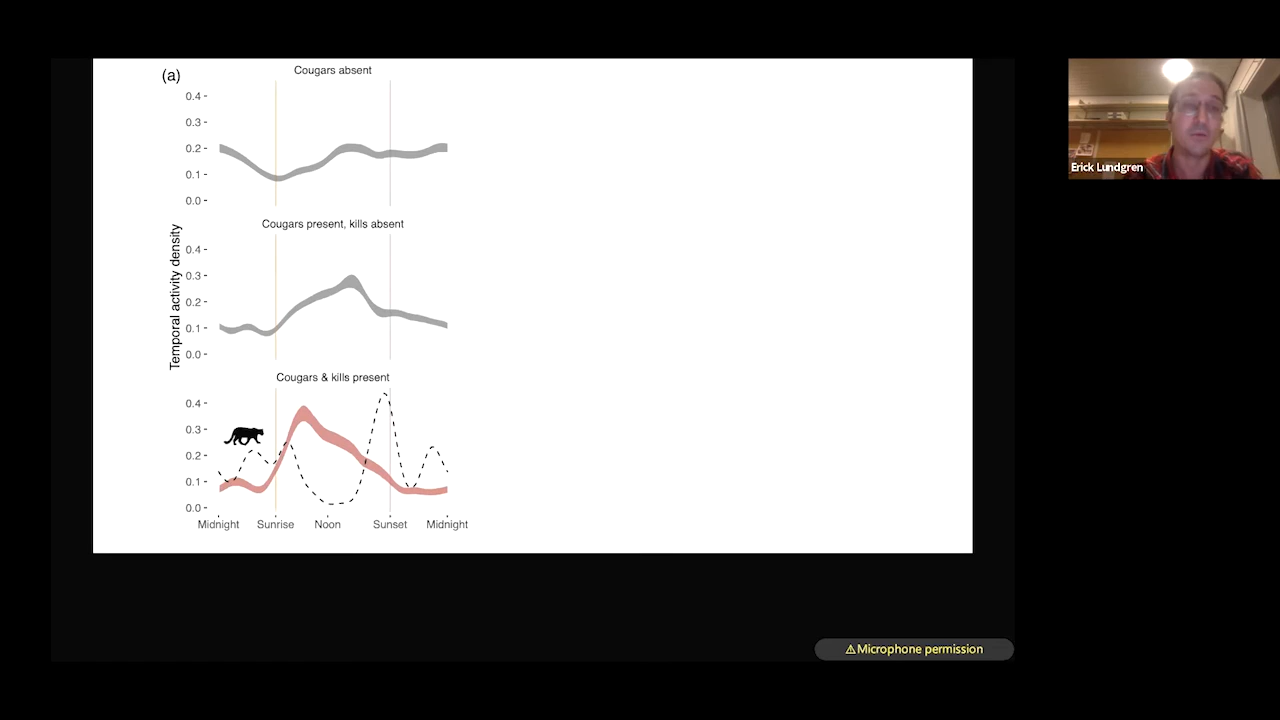 (a)
Cougars absent
0.4
0.3
0.2
0.1
0.0
Temporal activity density
Cougars present, kills absent
0.4
0.3
0.2
0.1
0.0
Cougars & kills present
0.4
0.3
0.2
0.1
0.0
Midnight Sunrise Noon Sunset Midnight
Erick Lundgren
⚠Microphone permission